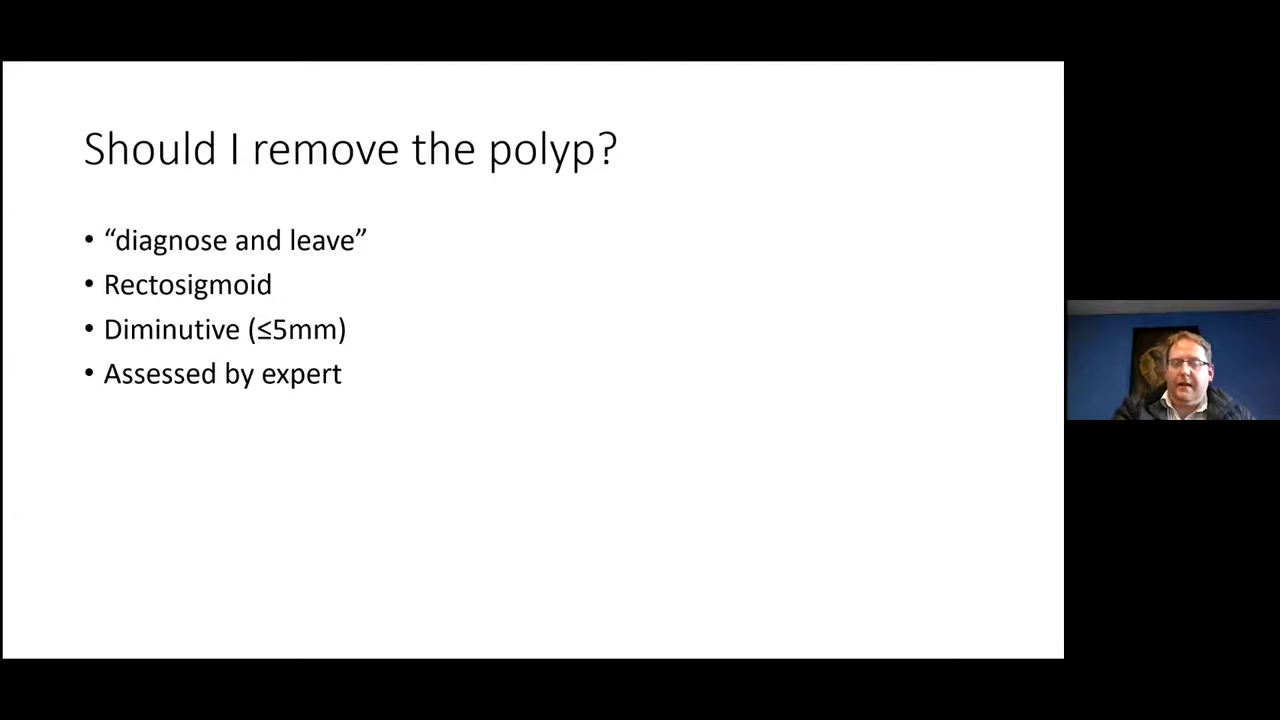 Should I remove the polyp?
• “diagnose and leave”
• Rectosigmoid
• Diminutive (≤5mm)
• Assessed by expert